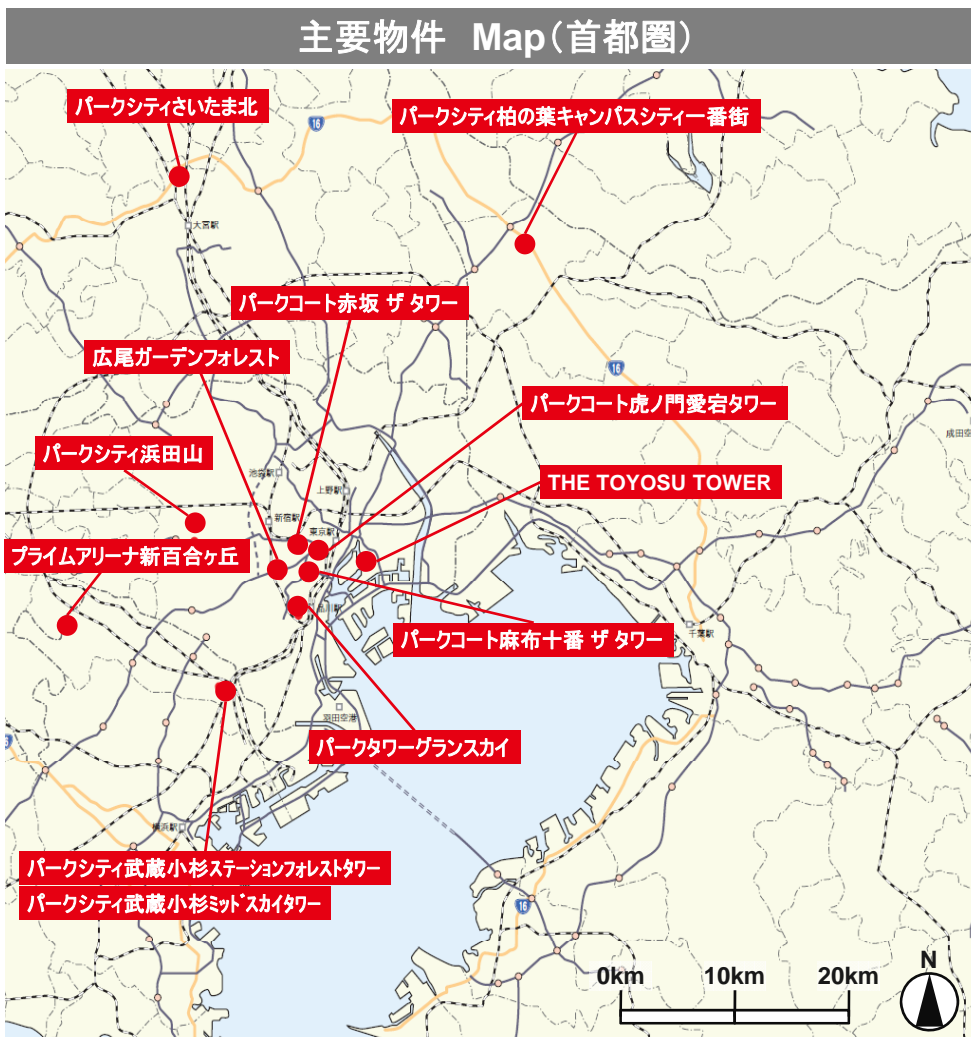 主要物件 Map(首都圏)
パークシティさいたま北
パークシティ柏の葉キャンパスシティ一番街
16
大宮駅
パークコート赤坂 ザ タワー
広尾ガーデンフォレスト
16
パークコート虎ノ門愛宕タワー
成田空
パークシティ浜田山
池袋駅
上野駅
THE TOYOSU TOWER
新宿駅
東京駅
プライムアリーナ新百合ヶ丘
品川駅
千葉駅
パークコート麻布十番 ザ タワー
羽田空港
パークタワーグランスカイ
横浜駅
パークシティ武蔵小杉ステーションフォレストタワー
パークシティ武蔵小杉ミッドスカイタワー
16
0km 10km 20km
N